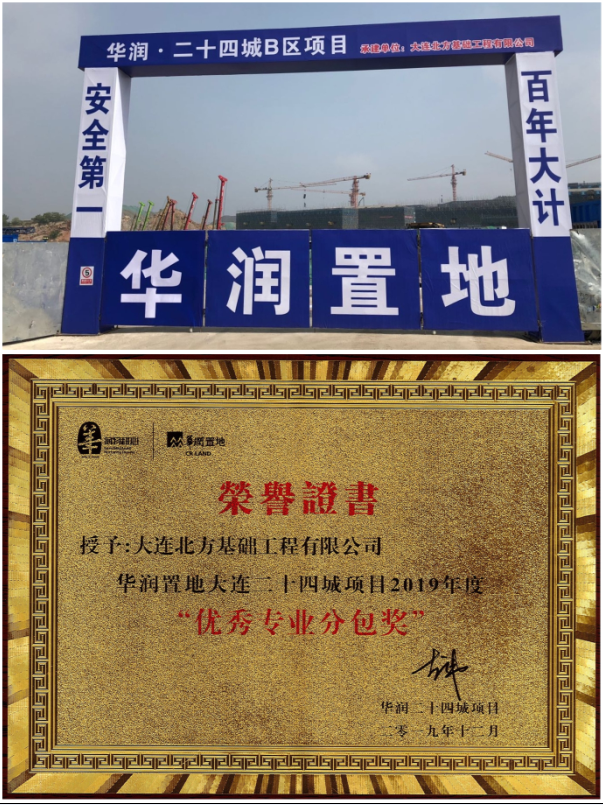 华润·二十四城B区项目 承建单位：大连北方基础工程有限公司
安全第一
百年大计
5
华润置地
華 華潤置地
CR LAND
榮譽證書
授予:大连北方基础工程有限公司
华润置地大连二十四城项目2019年度
“优秀专业分包奖”
华润二十四城项目
二零一九年十二月